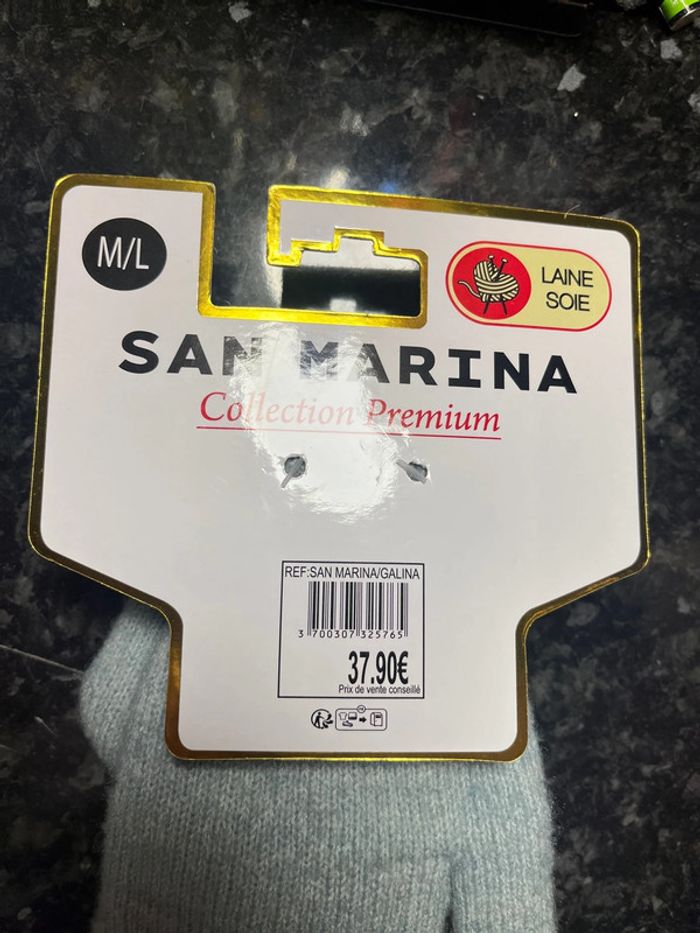 M/L
LAINE
SOIE
SAN MARINA
Collection Premium
REF:SAN MARINA/GALINA
3 700307 325765
37.90€
Prix de vente conseillé